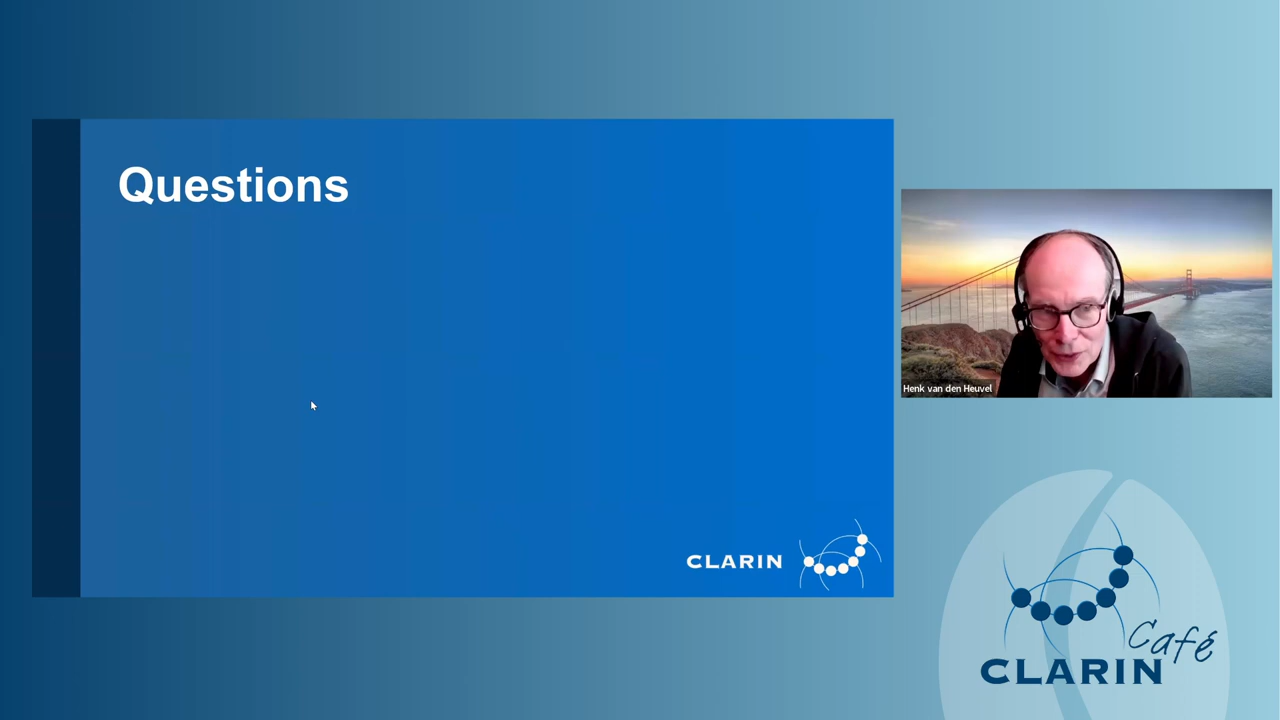 Questions
CLARIN
Henk van den Heuvel
Café
CLARIN